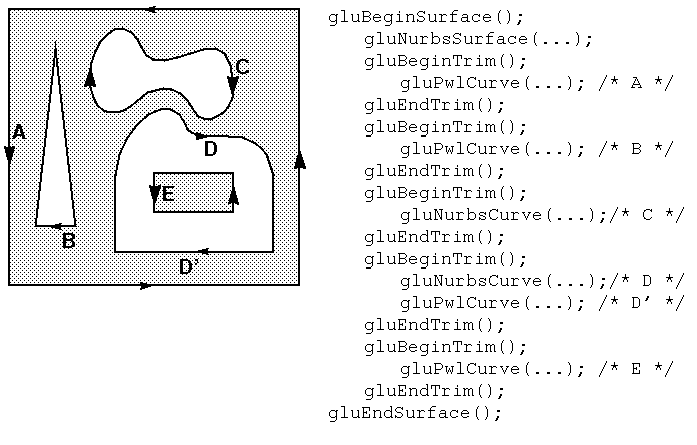 A
B
C
D
E
D'
gluBeginSurface();
gluNurbsSurface(...);
gluBeginTrim();
gluPwlCurve(...); /* A */
gluEndTrim();
gluBeginTrim();
gluPwlCurve(...); /* B */
gluEndTrim();
gluBeginTrim();
gluNurbsCurve(...);/* C */
gluEndTrim();
gluBeginTrim();
gluNurbsCurve(...);/* D */
gluPwlCurve(...); /* D’ */
gluEndTrim();
gluBeginTrim();
gluPwlCurve(...); /* E */
gluEndTrim();
gluEndSurface();